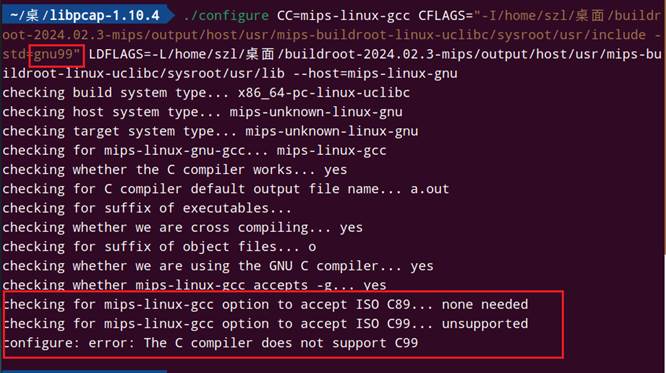 ~/桌/libpcap-1.10.4 ./configure CC=mips-linux-gcc CFLAGS="-I/home/szl/桌面/buildr
oot-2024.02.3-mips/output/host/usr/mips-buildroot-linux-uclibc/sysroot/usr/include -
std=gnu99" LDFLAGS=-L/home/szl/桌面/buildroot-2024.02.3-mips/output/host/usr/mips-bu
ildroot-linux-uclibc/sysroot/usr/lib --host=mips-linux-gnu
checking build system type... x86_64-pc-linux-uclibc
checking host system type... mips-unknown-linux-gnu
checking target system type... mips-unknown-linux-gnu
checking for mips-linux-gnu-gcc... mips-linux-gcc
checking whether the C compiler works... yes
checking for C compiler default output file name... a.out
checking for suffix of executables...
checking whether we are cross compiling... yes
checking for suffix of object files... o
checking whether we are using the GNU C compiler... yes
checking whether mips-linux-gcc accepts -g... yes
checking for mips-linux-gcc option to accept ISO C89... none needed
checking for mips-linux-gcc option to accept ISO C99... unsupported
configure: error: The C compiler does not support C99